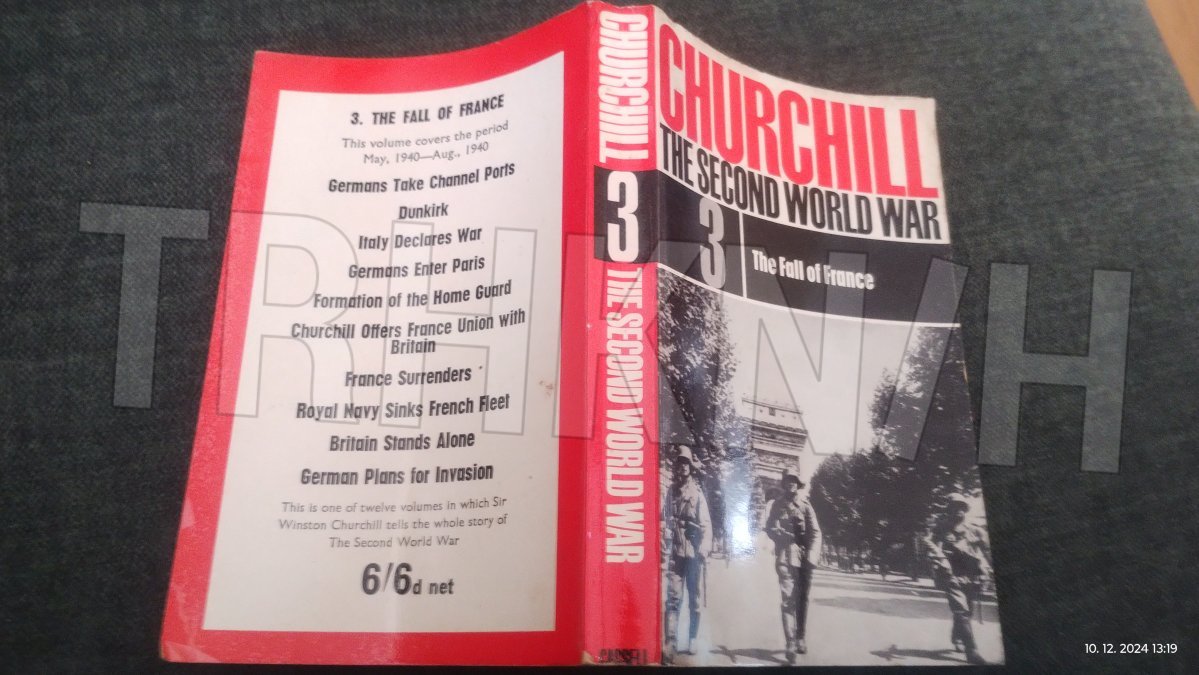 3. THE FALL OF FRANCE
This volume covers the period
May, 1940—Aug., 1940
Germans Take Channel Ports
Dunkirk
Italy Declares War
Germans Enter Paris
Formation of the Home Guard
Churchill Offers France Union with
Britain
France Surrenders
Royal Navy Sinks French Fleet
Britain Stands Alone
German Plans for Invasion
This is one of twelve volumes in which Sir
Winston Churchill tells the whole story of
The Second World War
6/6d net
CHURCHILL
3
THE SECOND WORLD WAR
CASSELL
CHURCHILL
THE SECOND WORLD WAR
3
The Fall of France
TRHKNVH
10. 12. 2024 13:19